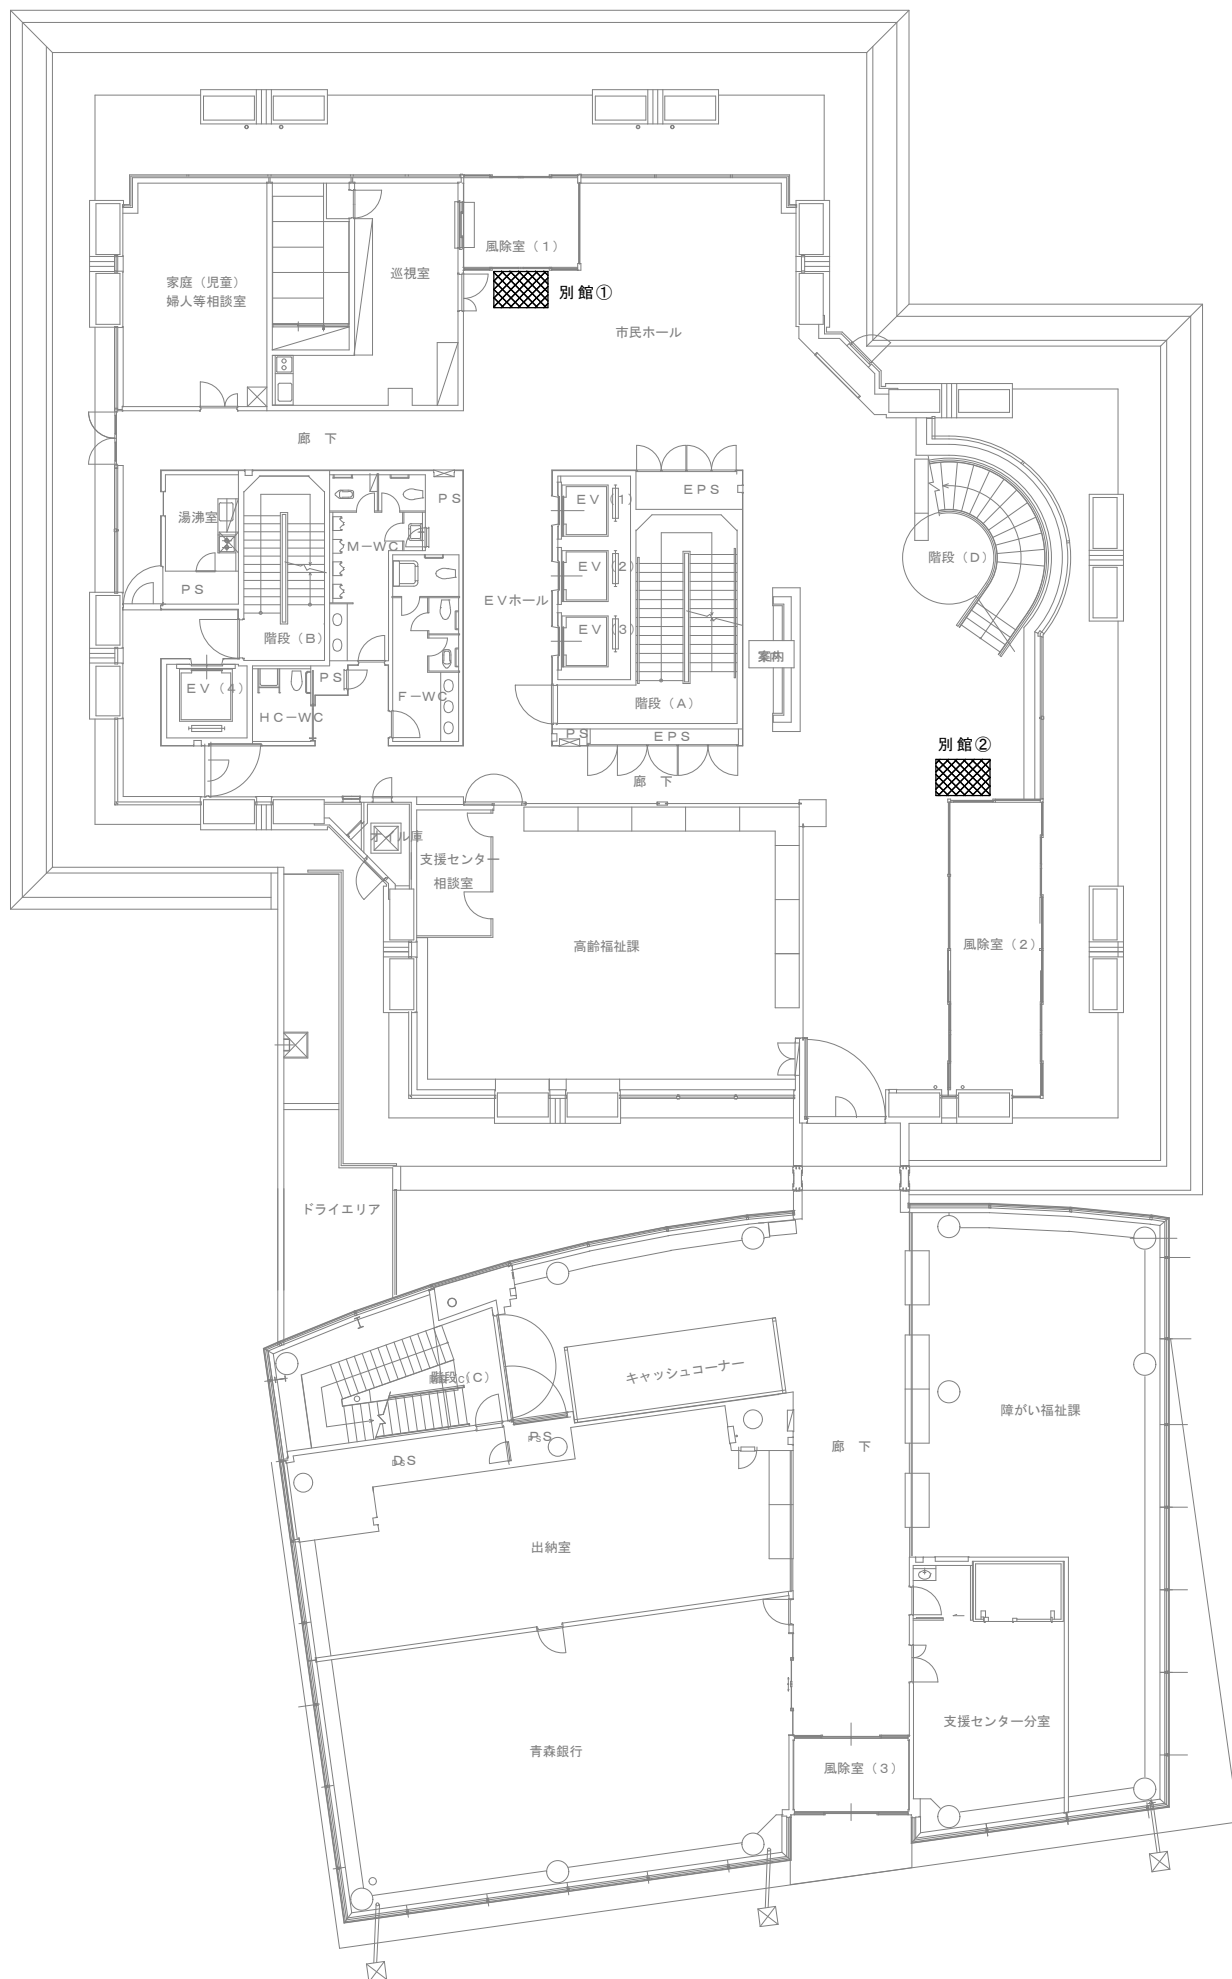 風除室（１）
巡視室
家庭（児童）
婦人等相談室
別館①
市民ホール
廊　下
ＥＰＳ
ＥＶ（１）
ＰＳ
湯沸室
Ｍ－ＷＣ
階段（Ｄ）
ＥＶ（２）
ＰＳ
ＥＶホール
ＥＶ（３）
階段（Ｂ）
案内
ＰＳ
ＥＶ（４）
Ｆ－ＷＣ
階段（Ａ）
ＨＣ－ＷＣ
ＰＳ
ＥＰＳ
別館②
廊　下
オイル庫
支援センター
相談室
高齢福祉課
風除室（２）
ドライエリア
キャッシュコーナー
階段（Ｃ）
障がい福祉課
ＰＳ
廊　下
ＤＳ
出納室
支援センター分室
青森銀行
風除室（３）